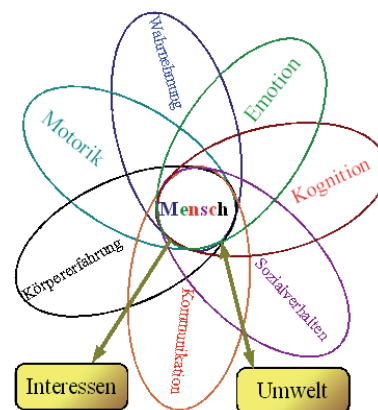 Wahrnehmung
Emotion
Motorik
Kognition
Mensch
Körpererfahrung
Sozialverhalten
Kommunikation
Interessen
Umwelt